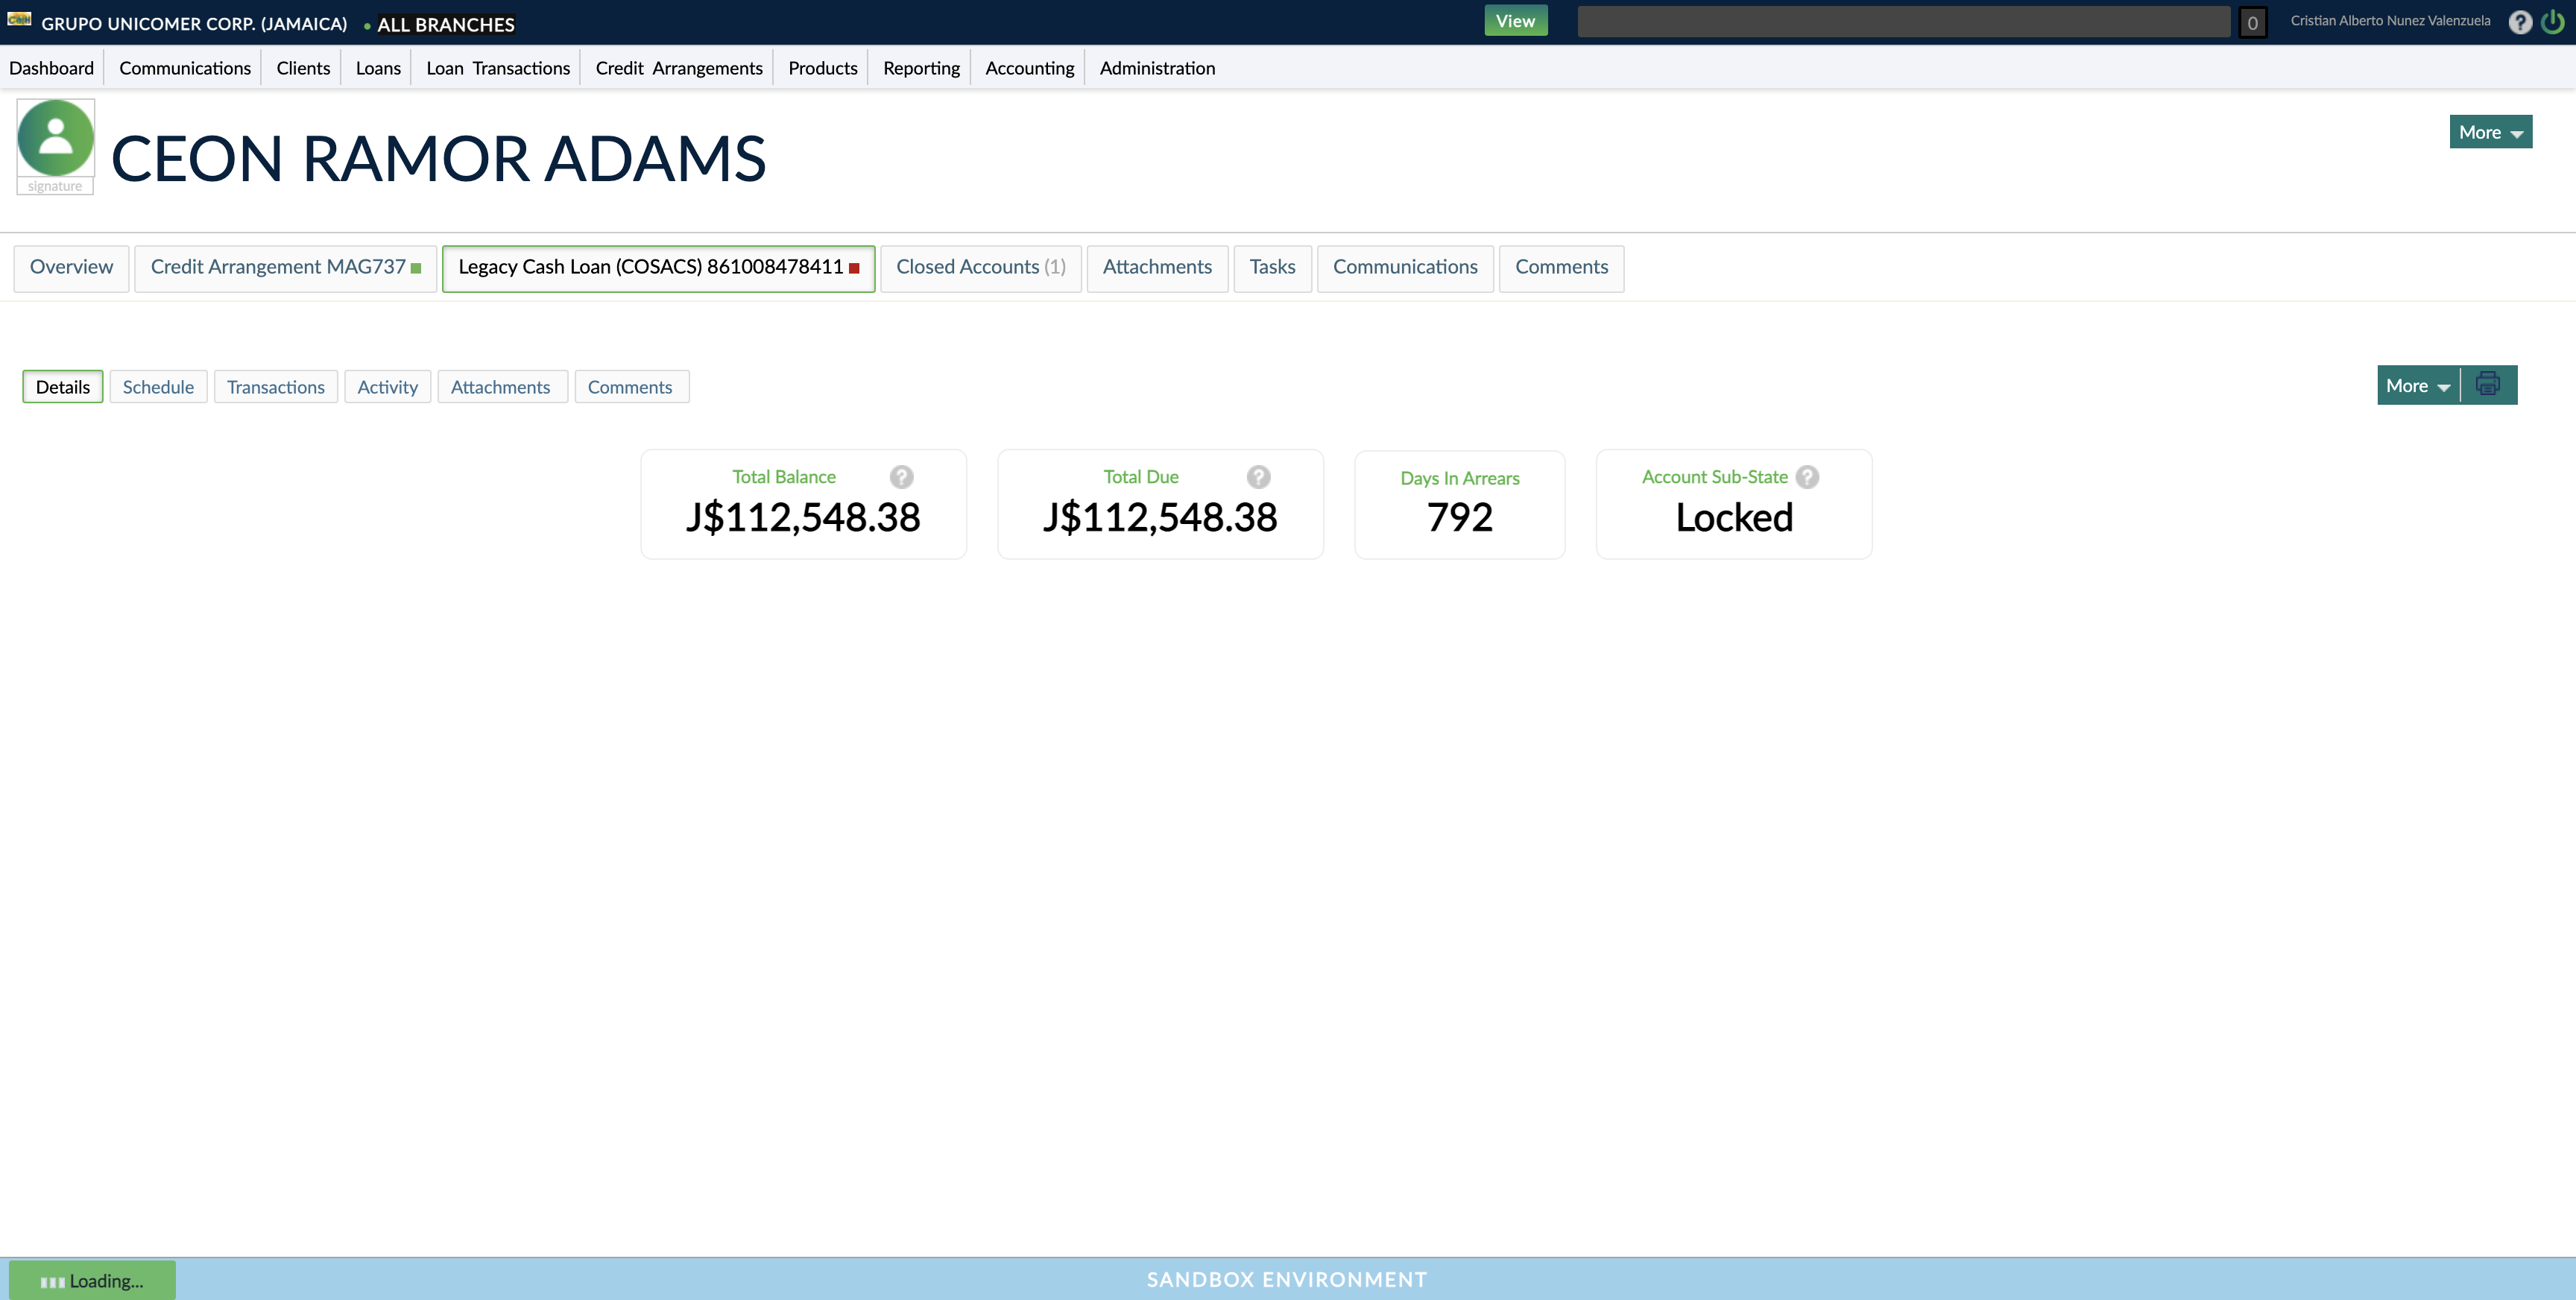 GRUPO UNICOMER CORP. (JAMAICA) • ALL BRANCHES View 0 Cristian Alberto Nunez Valenzuela ?
Dashboard Communications Clients Loans Loan Transactions Credit Arrangements Products Reporting Accounting Administration
signature
CEON RAMOR ADAMS
More
Overview Credit Arrangement MAG737 Legacy Cash Loan (COSACS) 861008478411 Closed Accounts (1) Attachments Tasks Communications Comments
Details Schedule Transactions Activity Attachments Comments More
Total Balance ? Total Due ? Days In Arrears Account Sub-State ?
J$112,548.38 J$112,548.38 792 Locked
Loading... SANDBOX ENVIRONMENT